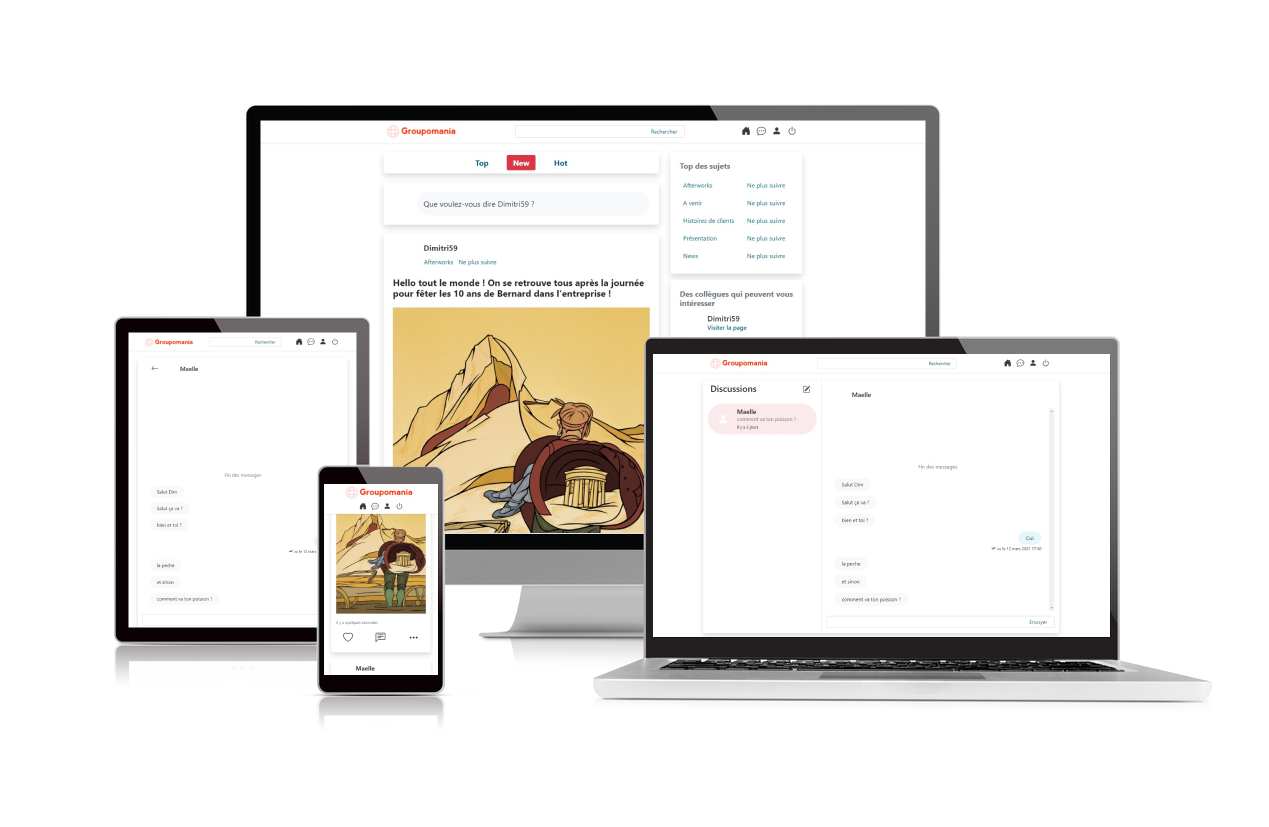 Groupomania
Rechercher
Top New Hot
Que voulez-vous dire Dimitri59 ?
Dimitri59
Afterworks Ne plus suivre
Hello tout le monde ! On se retrouve tous après la journée
pour fêter les 10 ans de Bernard dans l'entreprise !
Top des sujets
Afterworks Ne plus suivre
A venir Ne plus suivre
Histoires de clients Ne plus suivre
Présentation Ne plus suivre
News Ne plus suivre
Des collègues qui peuvent vous
intéresser
Dimitri59
Visiter la page
Groupomania
Rechercher
Maelle
Fin des messages
Salut Dim
Salut ça va ?
bien et toi ?
vu le 12 mars
la peche
et sinon
comment va ton poisson ?
Groupomania
il y a quelques secondes
Maelle
Groupomania
Rechercher
Discussions
Maelle
comment va ton poisson ?
Il y a 2 jours
Maelle
Fin des messages
Salut Dim
Salut ça va ?
bien et toi ?
Oui
vu le 12 mars 2021 17:36
la peche
et sinon
comment va ton poisson ?
Envoyer